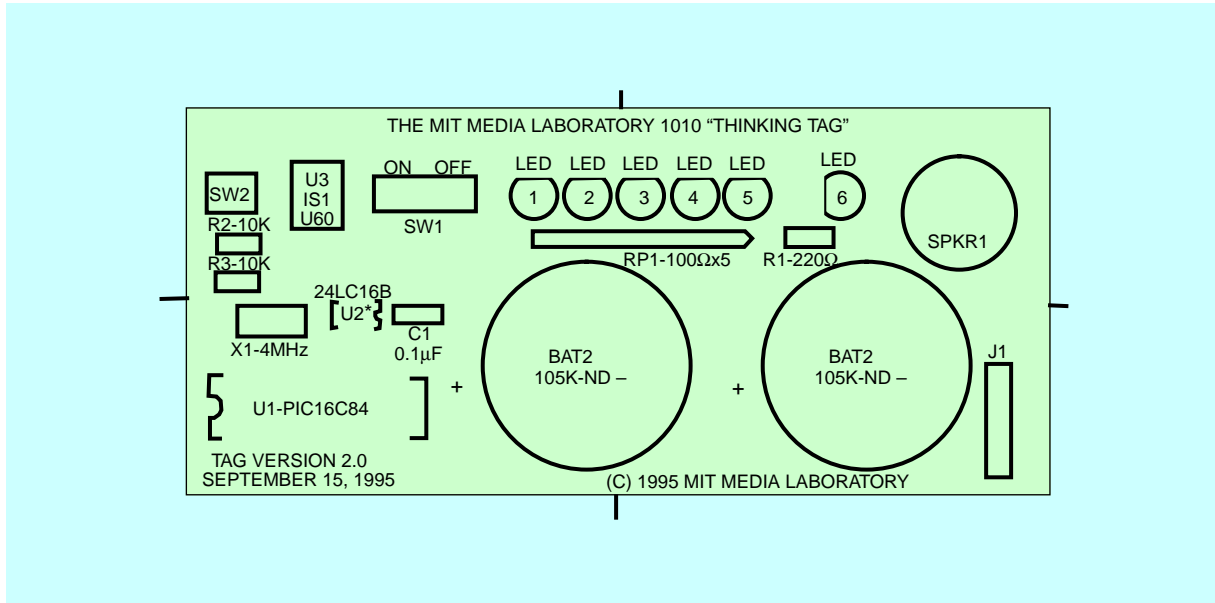 THE MIT MEDIA LABORATORY 1010 “THINKING TAG”
LED LED LED LED LED LED
ON OFF
U3
IS1
U60
SW2
1 2 3 4 5 6
SW1
R2-10K
SPKR1
RP1-100Ωx5 R1-220Ω
R3-10K
24LC16B
U2*
C1
0.1μF
X1-4MHz
BAT2
105K-ND –
+
BAT2
105K-ND –
+
J1
U1-PIC16C84
TAG VERSION 2.0
SEPTEMBER 15, 1995
(C) 1995 MIT MEDIA LABORATORY